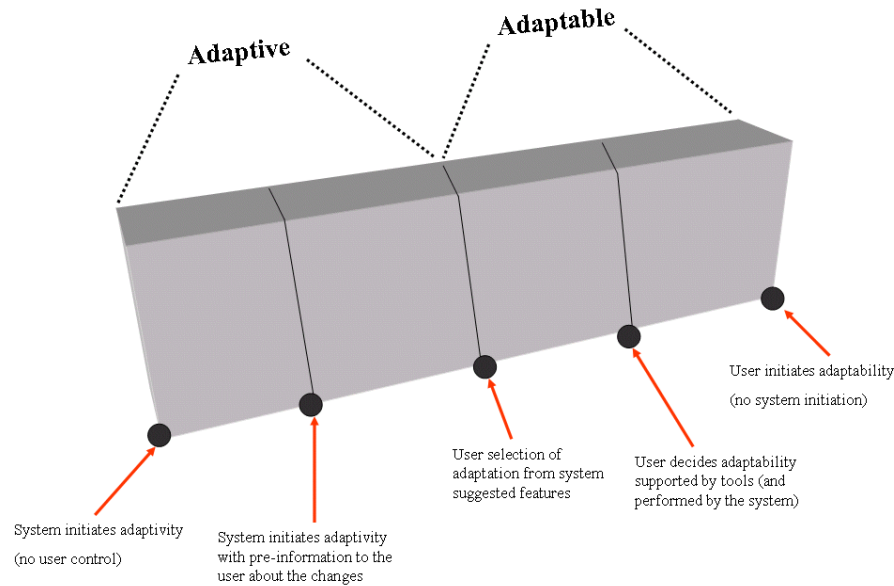 Adaptive
Adaptable
System initiates adaptivity
(no user control)
System initiates adaptivity
with pre-information to the
user about the changes
User selection of
adaptation from system
suggested features
User decides adaptability
supported by tools (and
performed by the system)
User initiates adaptability
(no system initiation)